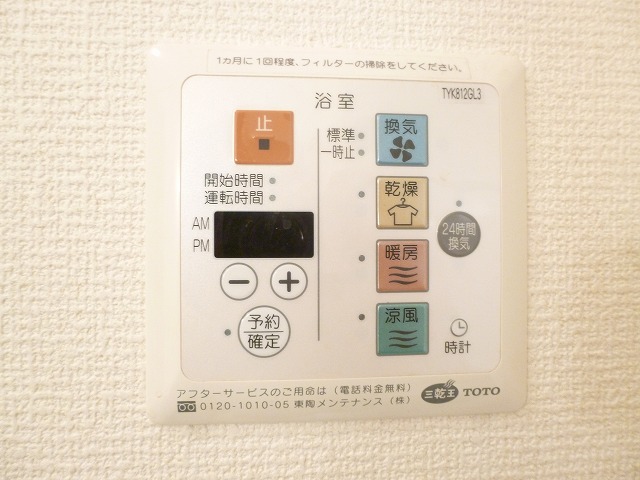 1カ月に1回程度、フィルターの掃除をしてください。
浴室
TYK812GL3
止
標準
一時止
換気
開始時間
運転時間
乾燥
AM
PM
24時間
換気
暖房
− +
予約
確定
涼風
時計
アフターサービスのご用命は（電話料金無料）
0120-1010-05 東陶メンテナンス（株）
三乾王 TOTO